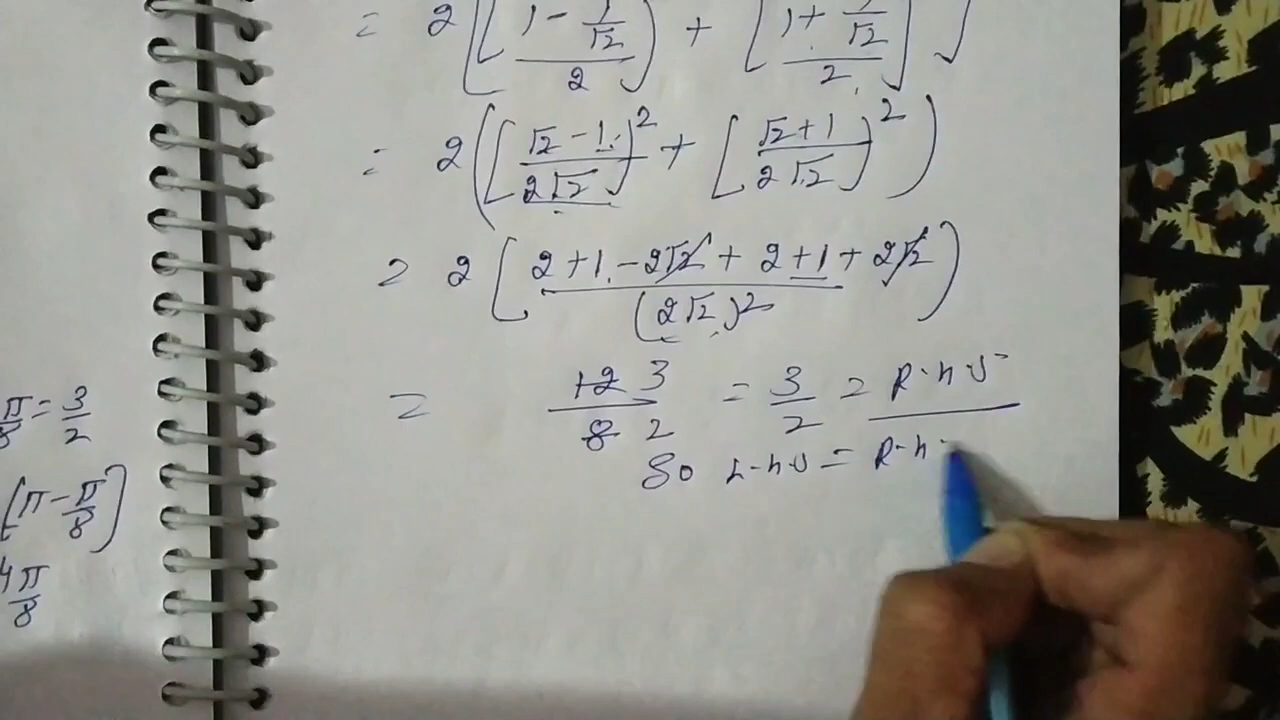 = 2[[1 - 1/√2 / 2) + [1 + 1/√2 / 2]]
= 2([√2 - 1 / 2√2)² + [√2 + 1 / 2√2)²)
= 2[2 + 1 - 2√2 + 2 + 1 + 2√2 / (2√2)²)
= 12 3 / 8 2 = 3/2 = R.H.S
So L.H.S = R.H.
π/8 = 3/2
(π - π/8)
4π/8